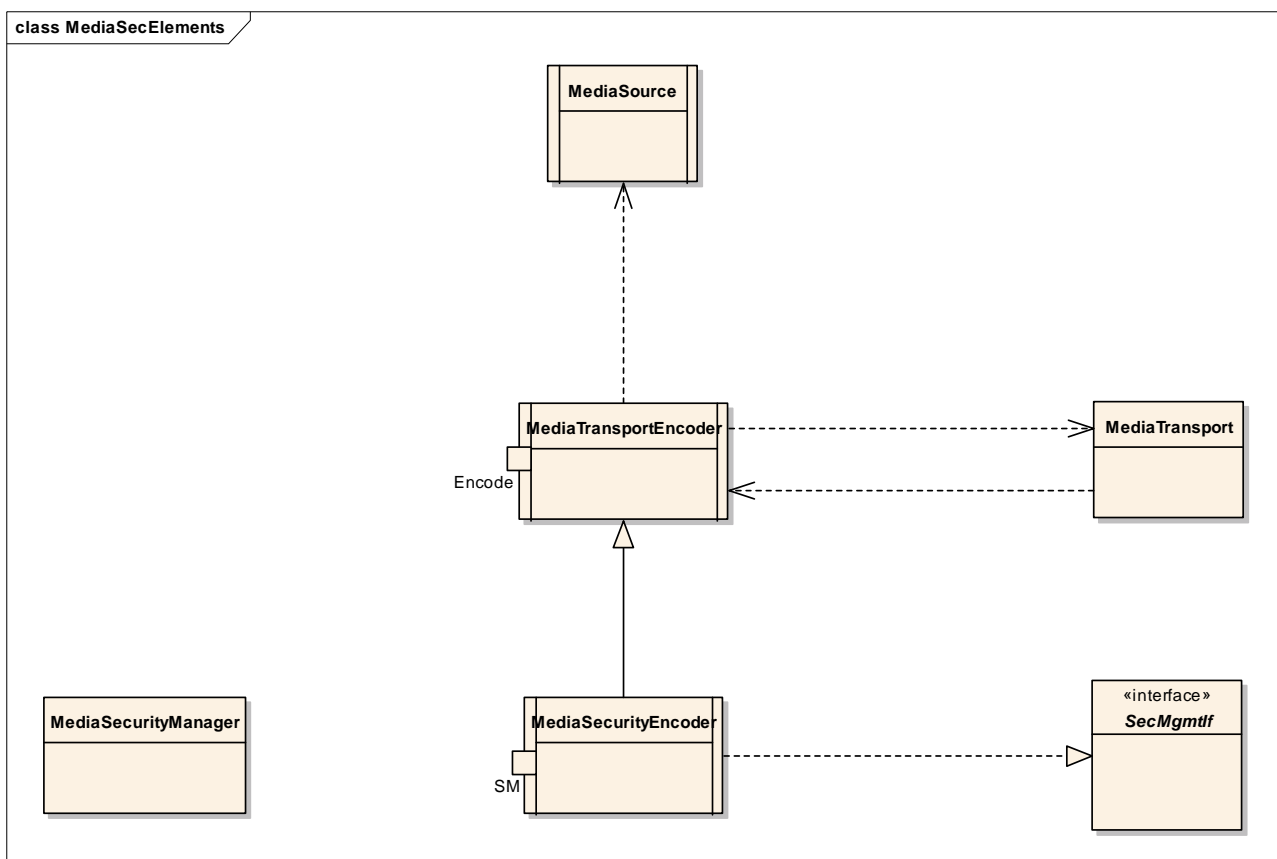 class MediaSecElements
MediaSource
MediaTransportEncoder
MediaTransport
Encode
MediaSecurityManager
MediaSecurityEncoder
«interface»
SecMgmtIf
SM